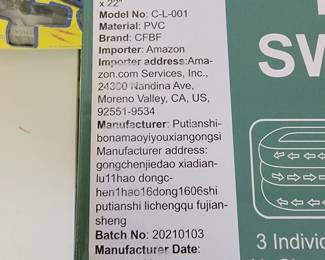 x 22"
Model No: C-L-001
Material: PVC
Brand: CFBF
Importer: Amazon
Importer address:Ama-
zon.com Services, Inc.,
24300 Nandina Ave,
Moreno Valley, CA, US,
92551-9534
Manufacturer: Putianshi-
bonamaoyiyouxiangongsi
Manufacturer address:
gongchenjiedao xiadian-
lu11hao dongc-
hen1hao16dong1606shi
putianshi lichengqu fujian-
sheng
Batch No: 20210103
Manufacturer Date:
SW
3 Individ